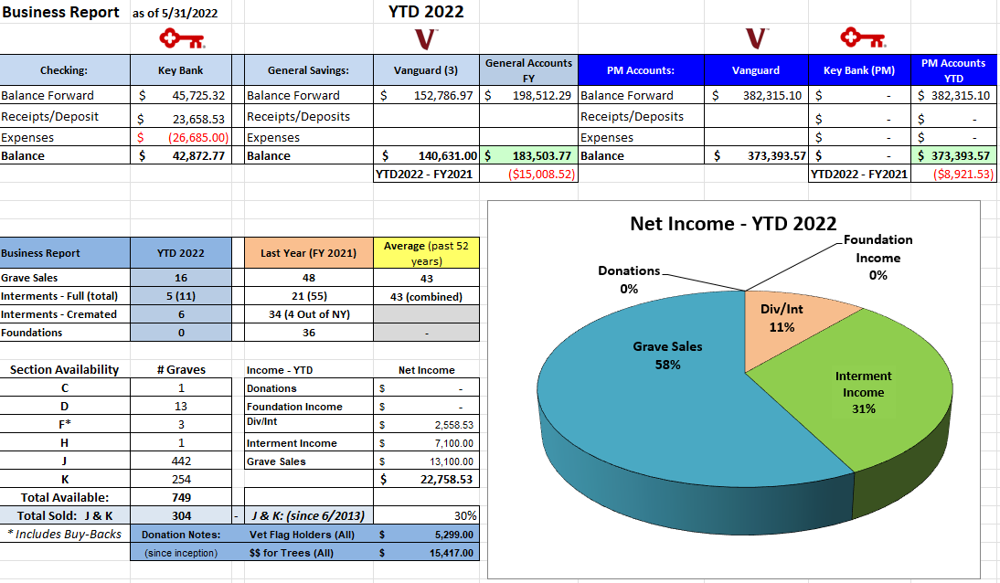 Business Report as of 5/31/2022 YTD 2022
V V
Checking: Key Bank General Savings: Vanguard (3) General Accounts FY PM Accounts: Vanguard Key Bank (PM) PM Accounts YTD
Balance Forward $ 45,725.32 Balance Forward $ 152,786.97 $ 198,512.29 Balance Forward $ 382,315.10 $ - $ 382,315.10
Receipts/Deposit $ 23,658.53 Receipts/Deposits Receipts/Deposits $ - $ -
Expenses $ (26,685.00) Expenses Expenses $ - $ -
Balance $ 42,872.77 Balance $ 140,631.00 $ 183,503.77 Balance $ 373,393.57 $ - $ 373,393.57
YTD2022 - FY2021 ($15,008.52) YTD2022 - FY2021 ($8,921.53)
Business Report YTD 2022 Last Year (FY 2021) Average (past 52 years)
Grave Sales 16 48 43
Interments - Full (total) 5 (11) 21 (55) 43 (combined)
Interments - Cremated 6 34 (4 Out of NY)
Foundations 0 36 -
Section Availability # Graves Income - YTD Net Income
C 1 Donations $ -
D 13 Foundation Income $ -
F* 3 Div/Int $ 2,558.53
H 1 Interment Income $ 7,100.00
J 442 Grave Sales $ 13,100.00
K 254 $ 22,758.53
Total Available: 749
Total Sold: J & K 304 - J & K: (since 6/2013) 30%
* Includes Buy-Backs Donation Notes: Vet Flag Holders (All) $ 5,299.00
(since inception) $$ for Trees (All) $ 15,417.00
Net Income - YTD 2022
Foundation
Income
0%
Donations
0%
Div/Int
11%
Grave Sales
58%
Interment
Income
31%